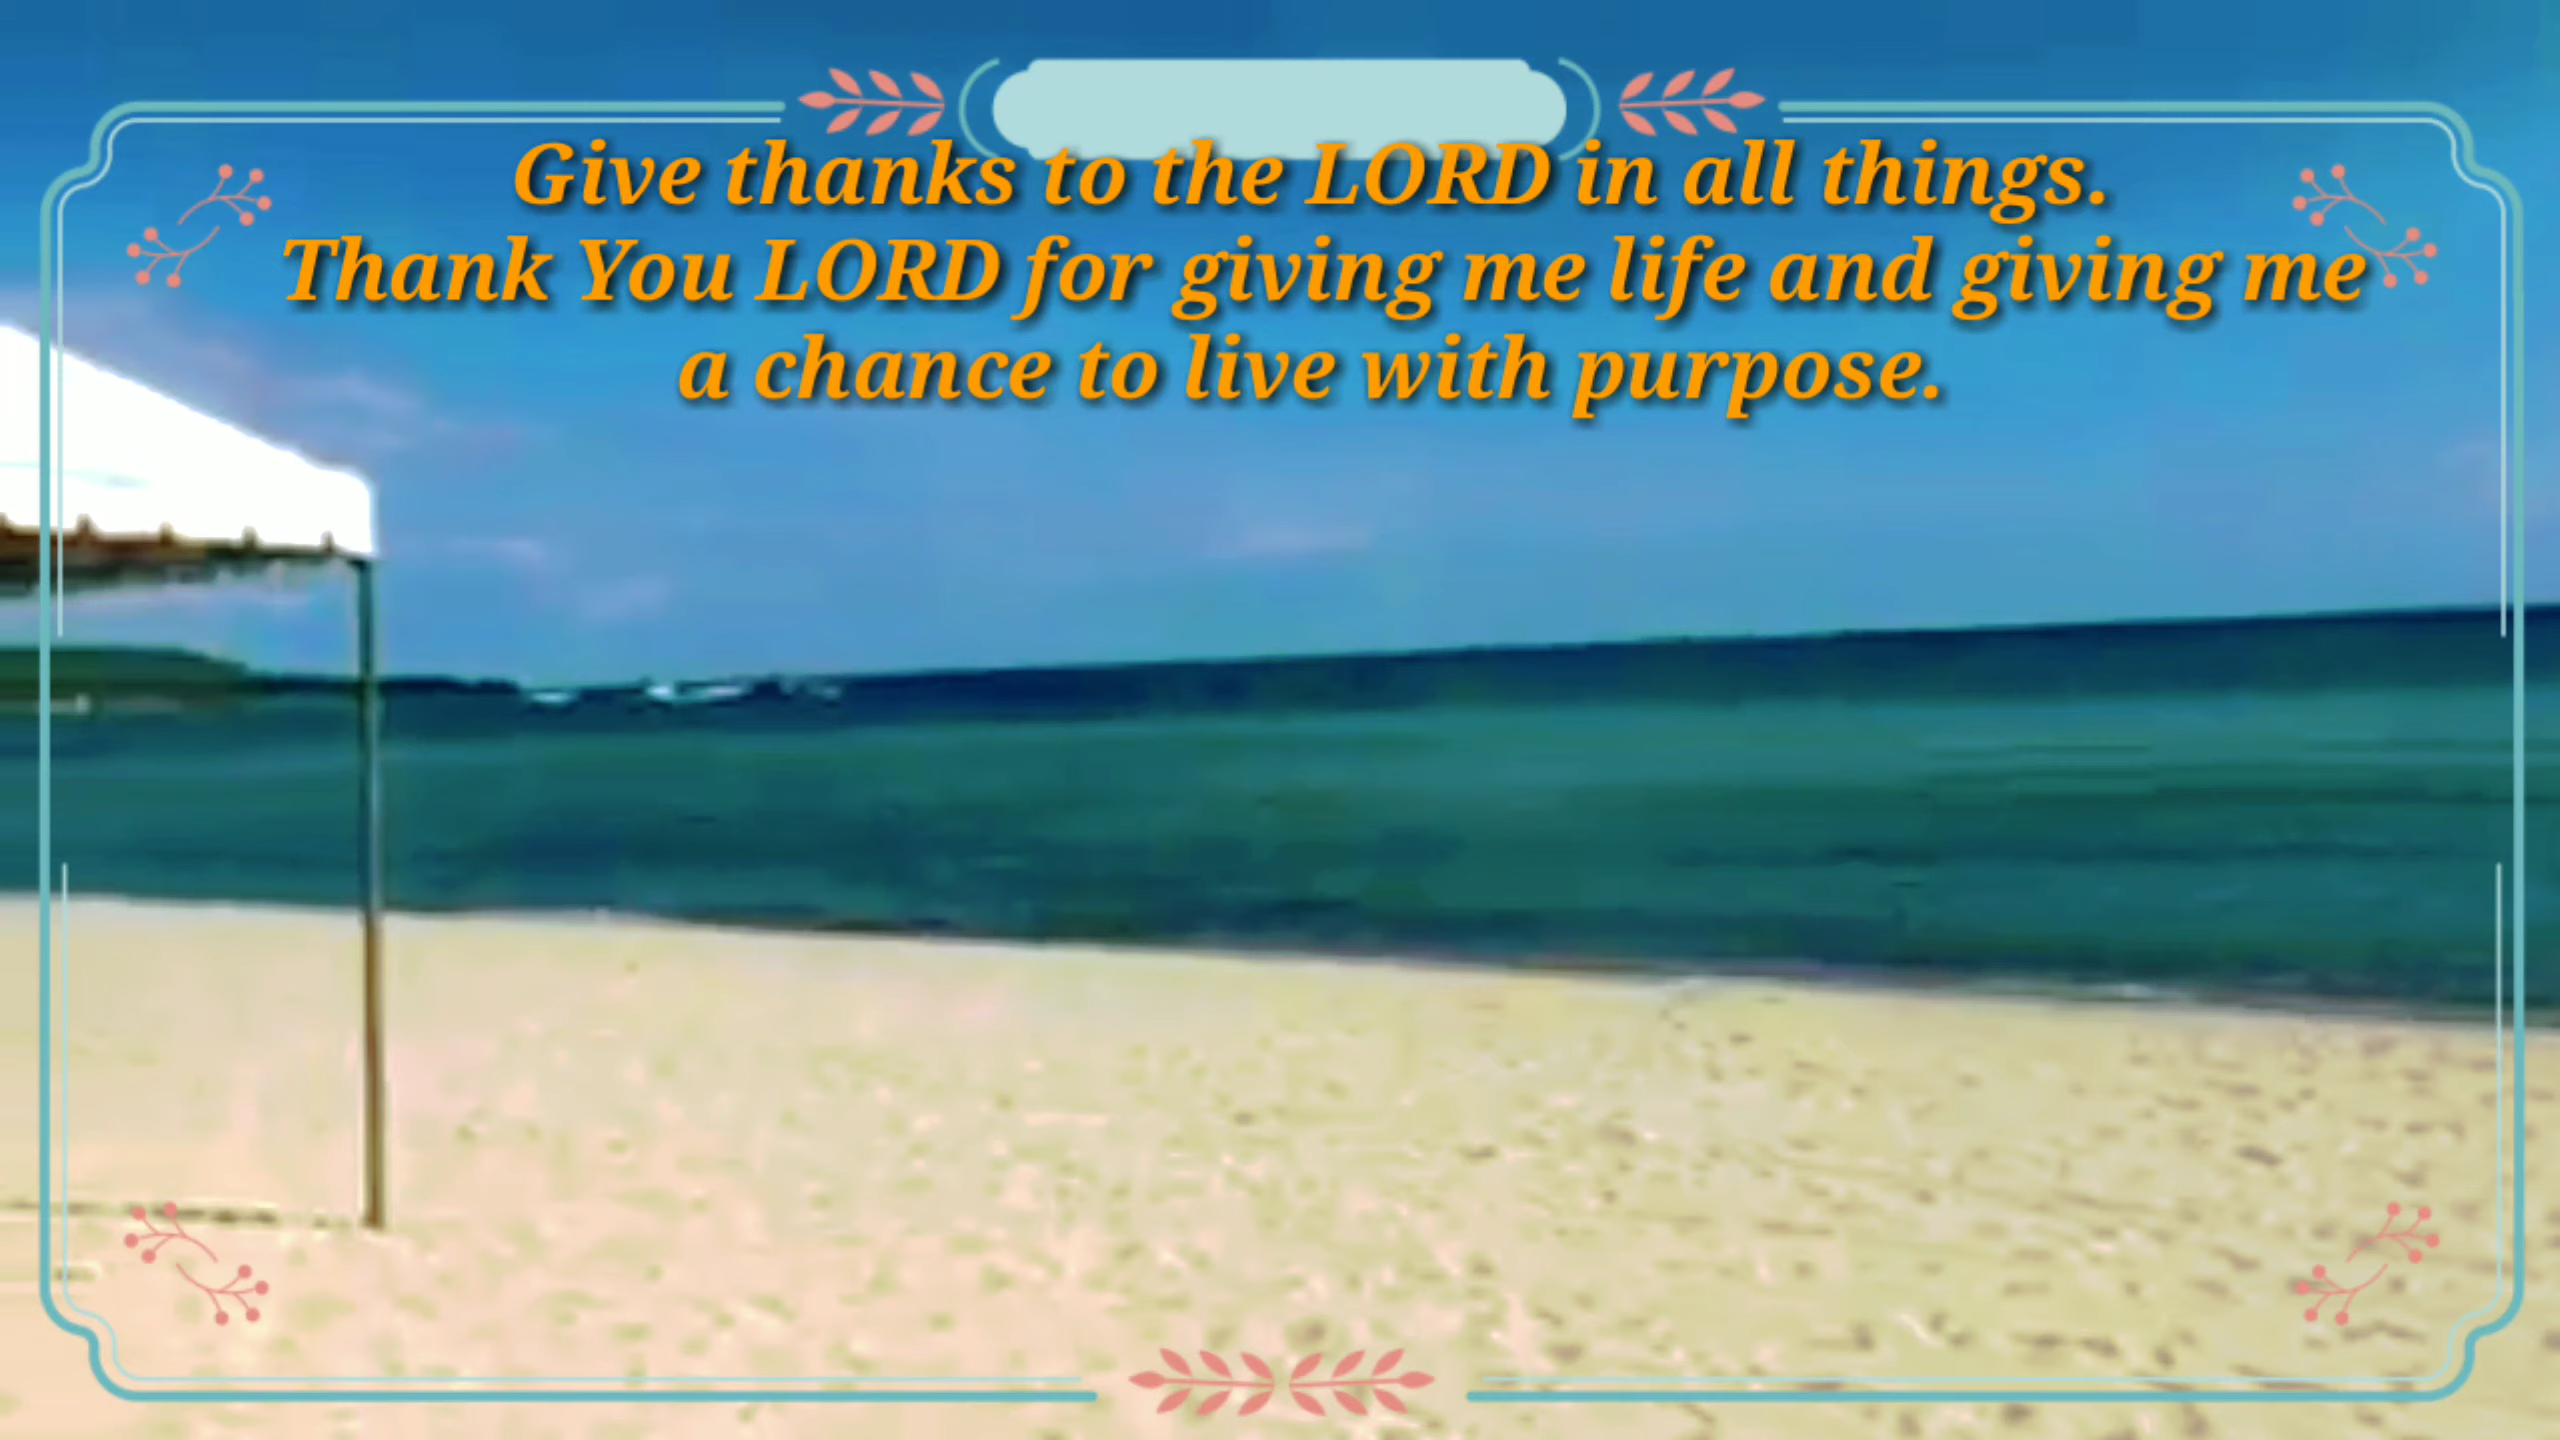 Give thanks to the LORD in all things.
Thank You LORD for giving me life and giving me
a chance to live with purpose.